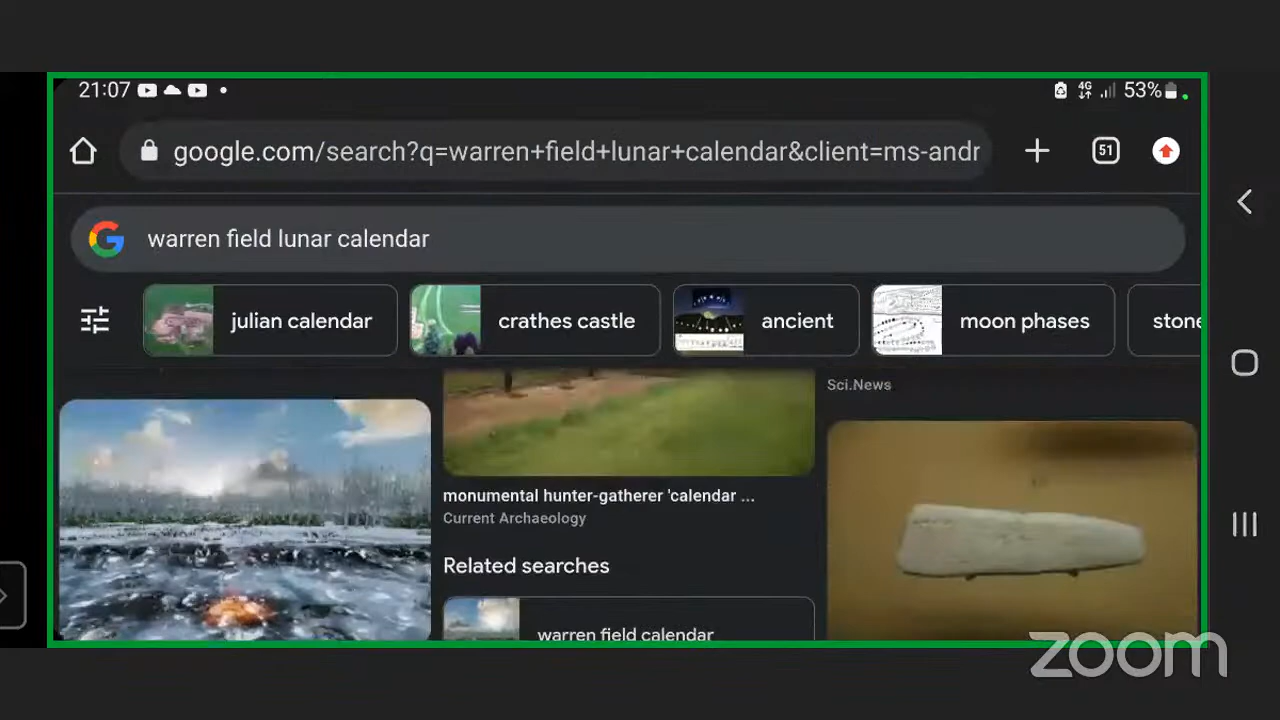 21:07
4G 53%
google.com/search?q=warren+field+lunar+calendar&client=ms-andr
51
warren field lunar calendar
julian calendar
crathes castle
ancient
moon phases
stone
Sci.News
monumental hunter-gatherer 'calendar ...
Current Archaeology
Related searches
warren field calendar
zoom